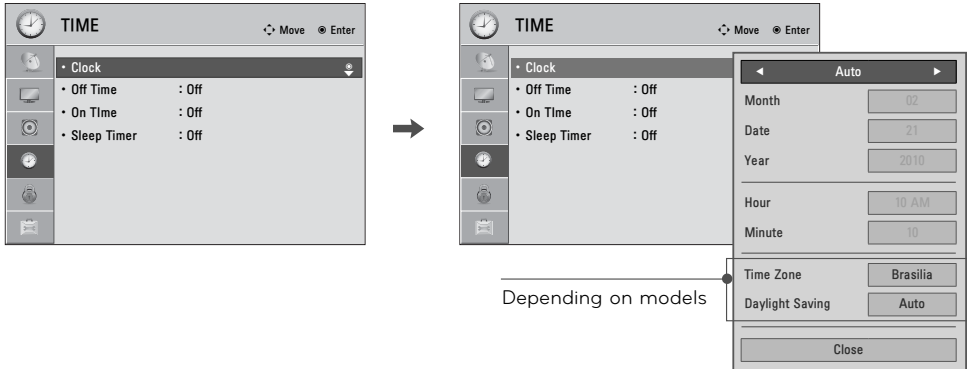 TIME
Move Enter
• Clock
• Off Time : Off
• On TIme : Off
• Sleep Timer : Off
TIME
Move Enter
• Clock
• Off Time : Off
• On TIme : Off
• Sleep Timer : Off
◄ Auto ►
Month 02
Date 21
Year 2010
Hour 10 AM
Minute 10
Time Zone Brasilia
Daylight Saving Auto
Close
Depending on models